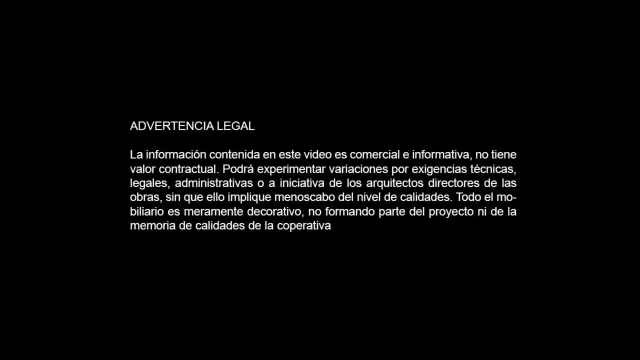 ADVERTENCIA LEGAL
La información contenida en este video es comercial e informativa, no tiene
valor contractual. Podrá experimentar variaciones por exigencias técnicas,
legales, administrativas o a iniciativa de los arquitectos directores de las
obras, sin que ello implique menoscabo del nivel de calidades. Todo el mo-
biliario es meramente decorativo, no formando parte del proyecto ni de la
memoria de calidades de la coperativa